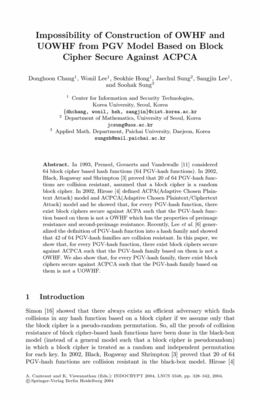 Impossibility of Construction of OWHF and
UOWHF from PGV Model Based on Block
Cipher Secure Against ACPCA
Donghoon Chang¹, Wonil Lee¹, Seokhie Hong¹, Jaechul Sung², Sangjin Lee¹,
and Soohak Sung³
¹ Center for Information and Security Technologies,
Korea University, Seoul, Korea
{dhchang, wonil, hsh, sangjin}@cist.korea.ac.kr
² Department of Mathematics, University of Seoul, Korea
jcsung@uos.ac.kr
³ Applied Math. Department, Paichai University, Daejeon, Korea
sungsh@mail.paichai.ac.kr
Abstract. In 1993, Preneel, Govaerts and Vandewalle [11] considered
64 block cipher based hash functions (64 PGV-hash functions). In 2002,
Black, Rogaway and Shrimpton [3] proved that 20 of 64 PGV-hash func-
tions are collision resistant, assumed that a block cipher is a random
block cipher. In 2002, Hirose [4] defined ACPA(Adaptive Chosen Plain-
text Attack) model and ACPCA(Adaptive Chosen Plaintext/Ciphertext
Attack) model and he showed that, for every PGV-hash function, there
exist block ciphers secure against ACPA such that the PGV-hash func-
tion based on them is not a OWHF which has the properties of preimage
resistance and second-preimage resistance. Recently, Lee et al. [6] gener-
alized the definition of PGV-hash function into a hash family and showed
that 42 of 64 PGV-hash families are collision resistant. In this paper, we
show that, for every PGV-hash function, there exist block ciphers secure
against ACPCA such that the PGV-hash family based on them is not a
OWHF. We also show that, for every PGV-hash family, there exist block
ciphers secure against ACPCA such that the PGV-hash family based on
them is not a UOWHF.
1 Introduction
Simon [16] showed that there always exists an efficient adversary which finds
collisions in any hash function based on a block cipher if we assume only that
the block cipher is a pseudo-random permutation. So, all the proofs of collision
resistance of block cipher-based hash functions have been done in the black-box
model (instead of a general model such that a block cipher is pseudorandom)
in which a block cipher is treated as a random and independent permutation
for each key. In 2002, Black, Rogaway and Shrimpton [3] proved that 20 of 64
PGV-hash functions are collision resistant in the black-box model. Hirose [4]
A. Canteaut and K. Viswanathan (Eds.): INDOCRYPT 2004, LNCS 3348, pp. 328–342, 2004.
© Springer-Verlag Berlin Heidelberg 2004